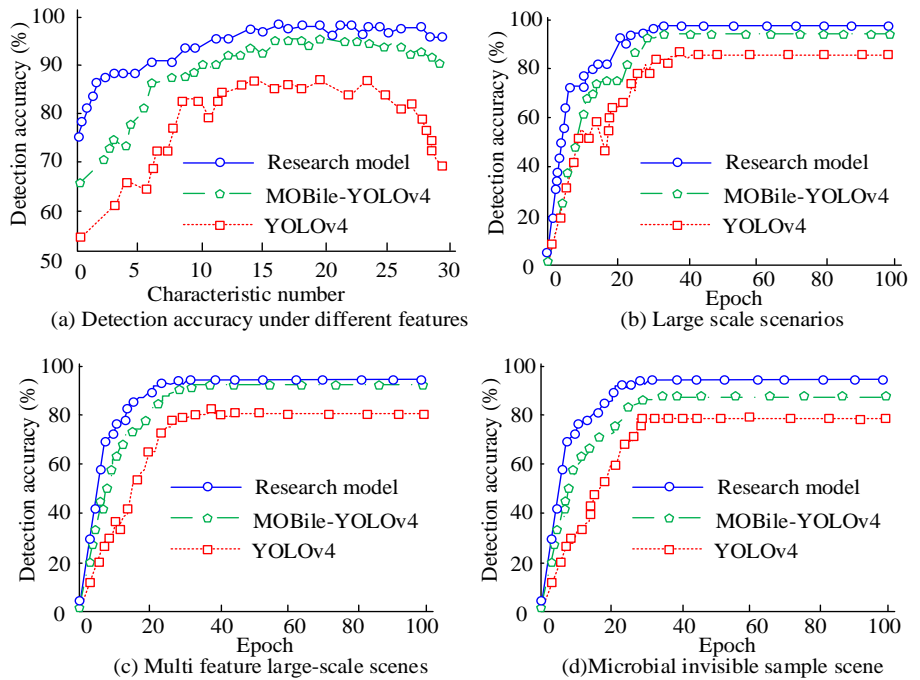 Detection accuracy (%)
100
90
80
70
60
50
0
5
10
15
20
25
30
Research model
MOBile-YOLOv4
YOLOv4
Characteristic number
(a) Detection accuracy under different features
Detection accuracy (%)
100
80
60
40
20
0
0
20
40
60
80
100
Research model
MOBile-YOLOv4
YOLOv4
Epoch
(b) Large scale scenarios
Detection accuracy (%)
100
80
60
40
20
0
0
20
40
60
80
100
Research model
MOBile-YOLOv4
YOLOv4
Epoch
(c) Multi feature large-scale scenes
Detection accuracy (%)
100
80
60
40
20
0
0
20
40
60
80
100
Research model
MOBile-YOLOv4
YOLOv4
Epoch
(d)Microbial invisible sample scene